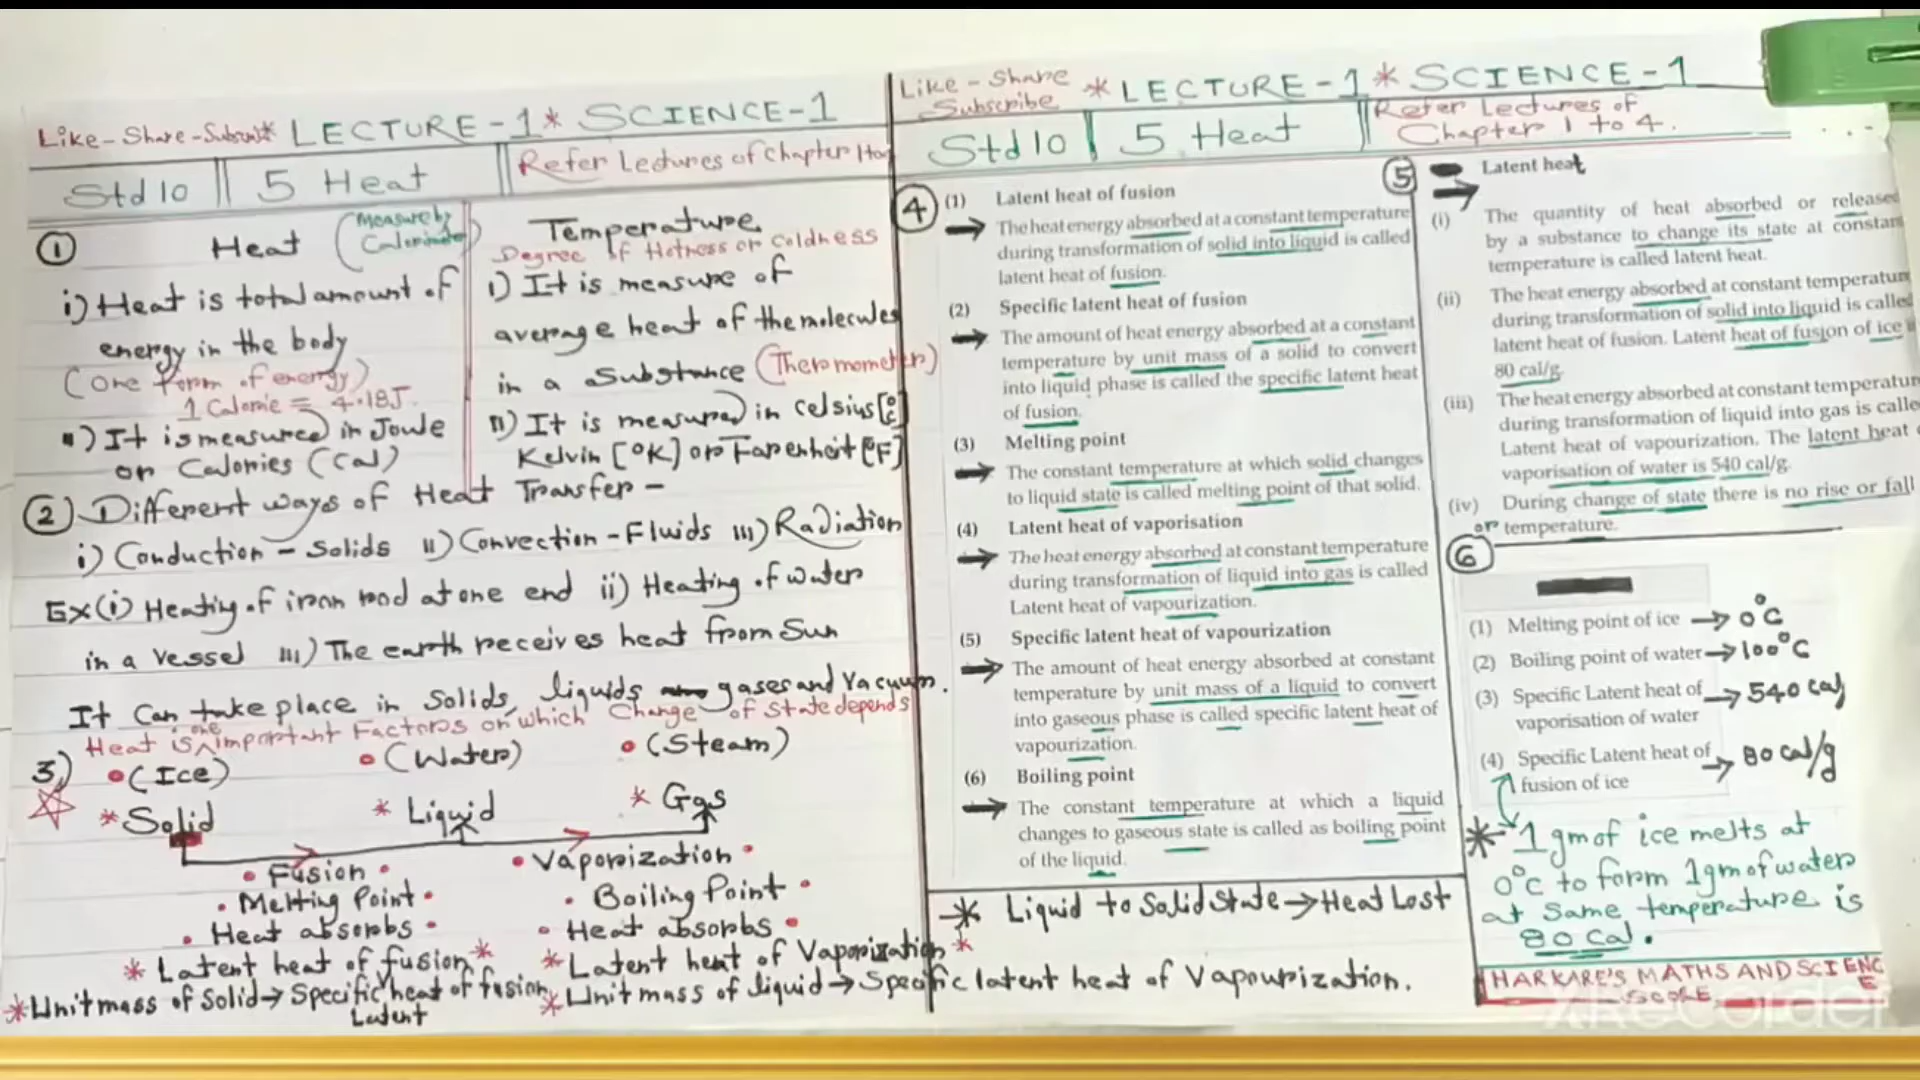 Like-Share-Subscribe* LECTURE-1* SCIENCE-1
Std 10 || 5 Heat || Refer Lectures of Chapter 1 to 4
① Heat (Measure by
Calorimeter)
i) Heat is total amount of
energy in the body
(One form of energy)
1 Calorie = 4.18J.
ii) It is measured in Joule
or Calories (Cal)
Temperature
Degree of Hotness or Coldness
i) It is measure of
average heat of the molecules
in a substance (Thermometer)
ii) It is measured in celsius [°C]
Kelvin [°K] or Farenheit [°F]
② Different ways of Heat Transfer -
i) Conduction - Solids ii) Convection - Fluids iii) Radiation
Ex (i) Heating of iron rod at one end ii) Heating of water
in a vessel iii) The earth receives heat from Sun
It can take place in Solids, liquids gases and Vacuum.
Heat is one important Factors on which Change of State depends
3) • (Ice) • (Water) • (Steam)
* Solid * Liquid * Gas
• Fusion • • Vaporization •
• Melting Point • • Boiling Point •
• Heat absorbs • • Heat absorbs •
* Latent heat of fusion * * Latent heat of Vaporization *
* Unit mass of Solid → Specific heat of fusion * Unit mass of liquid → Specific latent heat of Vapourization.
Latent
Like-Share
Subscribe * LECTURE-1 * SCIENCE-1
Std 10 | 5 Heat || Refer Lectures of
Chapter 1 to 4.
④ (1) Latent heat of fusion
The heat energy absorbed at a constant temperature
during transformation of solid into liquid is called
latent heat of fusion.
(2) Specific latent heat of fusion
The amount of heat energy absorbed at a constant
temperature by unit mass of a solid to convert
into liquid phase is called the specific latent heat
of fusion.
(3) Melting point
The constant temperature at which solid changes
to liquid state is called melting point of that solid.
(4) Latent heat of vaporisation
The heat energy absorbed at constant temperature
during transformation of liquid into gas is called
Latent heat of vapourization.
(5) Specific latent heat of vapourization
The amount of heat energy absorbed at constant
temperature by unit mass of a liquid to convert
into gaseous phase is called specific latent heat of
vapourization.
(6) Boiling point
The constant temperature at which a liquid
changes to gaseous state is called as boiling point
of the liquid.
* Liquid to Solid State → Heat Lost
⑤ Latent heat
(i) The quantity of heat absorbed or released
by a substance to change its state at constant
temperature is called latent heat.
(ii) The heat energy absorbed at constant temperature
during transformation of solid into liquid is called
latent heat of fusion. Latent heat of fusion of ice
80 cal/g.
(iii) The heat energy absorbed at constant temperature
during transformation of liquid into gas is called
Latent heat of vapourization. The latent heat
vaporisation of water is 540 cal/g.
(iv) During change of state there is no rise or fall
temperature.
⑥
(1) Melting point of ice → 0°C
(2) Boiling point of water → 100°C
(3) Specific Latent heat of → 540 cal/
vaporisation of water
(4) Specific Latent heat of → 80 cal/g
fusion of ice
* 1 gm of ice melts at
0°C to form 1gm of water
at same temperature is
80 Cal.
HARKARE'S MATHS AND SCIENCE
SCORE
XRecorder